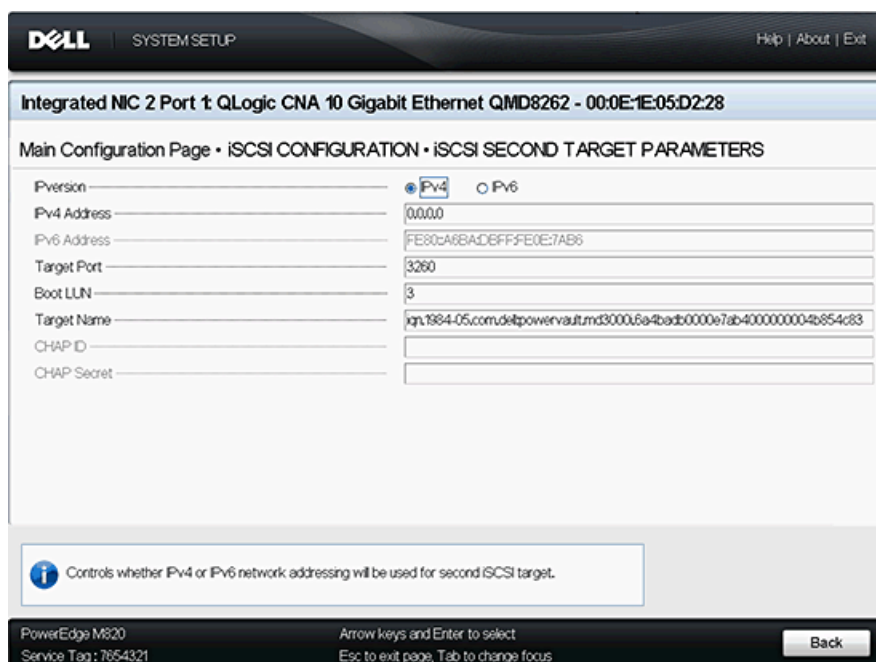 DELL SYSTEM SETUP Help | About | Exit
Integrated NIC 2 Port 1: QLogic CNA 10 Gigabit Ethernet QMD8262 - 00:0E:1E:05:D2:28
Main Configuration Page • iSCSI CONFIGURATION • iSCSI SECOND TARGET PARAMETERS
IPversion IPv4 IPv6
IPv4 Address 0.0.0.0
IPv6 Address FE80::A6BA:DBFF:FE0E:7AB6
Target Port 3260
Boot LUN 3
Target Name iqn.1984-05.com.dell:powervault.md3000i.6a4badb0000e7ab4000000004b854c83
CHAP ID
CHAP Secret
Controls whether IPv4 or IPv6 network addressing will be used for second iSCSI target.
PowerEdge M820 Arrow keys and Enter to select
Service Tag : 7654321 Esc to exit page, Tab to change focus
Back